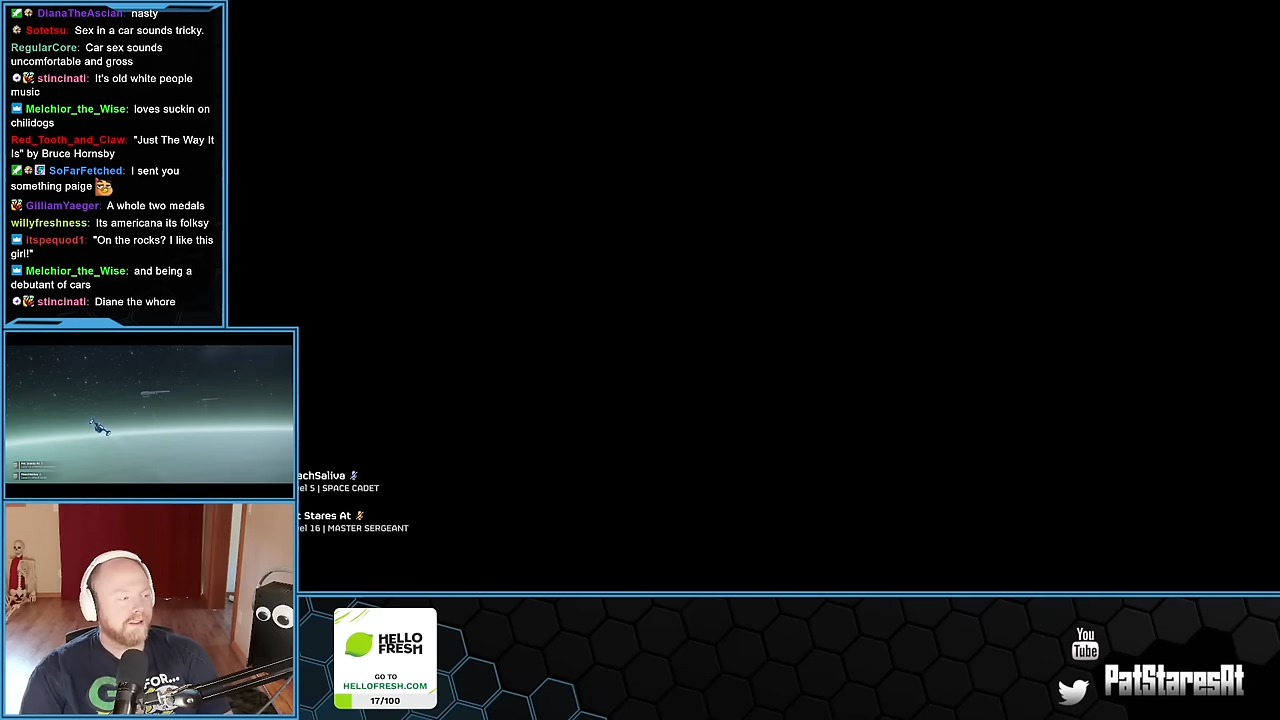 DianaTheAscian: nasty
Sotetsu: Sex in a car sounds tricky.
RegularCore: Car sex sounds
uncomfortable and gross
stincinati: It's old white people
music
Melchior_the_Wise: loves suckin on
chilidogs
Red_Tooth_and_Claw: "Just The Way It
Is" by Bruce Hornsby
SoFarFetched: I sent you
something paige
GilliamYaeger: A whole two medals
willyfreshness: Its americana its folksy
itspequod1: "On the rocks? I like this
girl!"
Melchior_the_Wise: and being a
debutant of cars
stincinati: Diane the whore
achSaliva
el 5 | SPACE CADET
t Stares At
el 16 | MASTER SERGEANT
G FOR...
HELLO
FRESH
GO TO
HELLOFRESH.COM
17/100
You
Tube
PatStaresAt